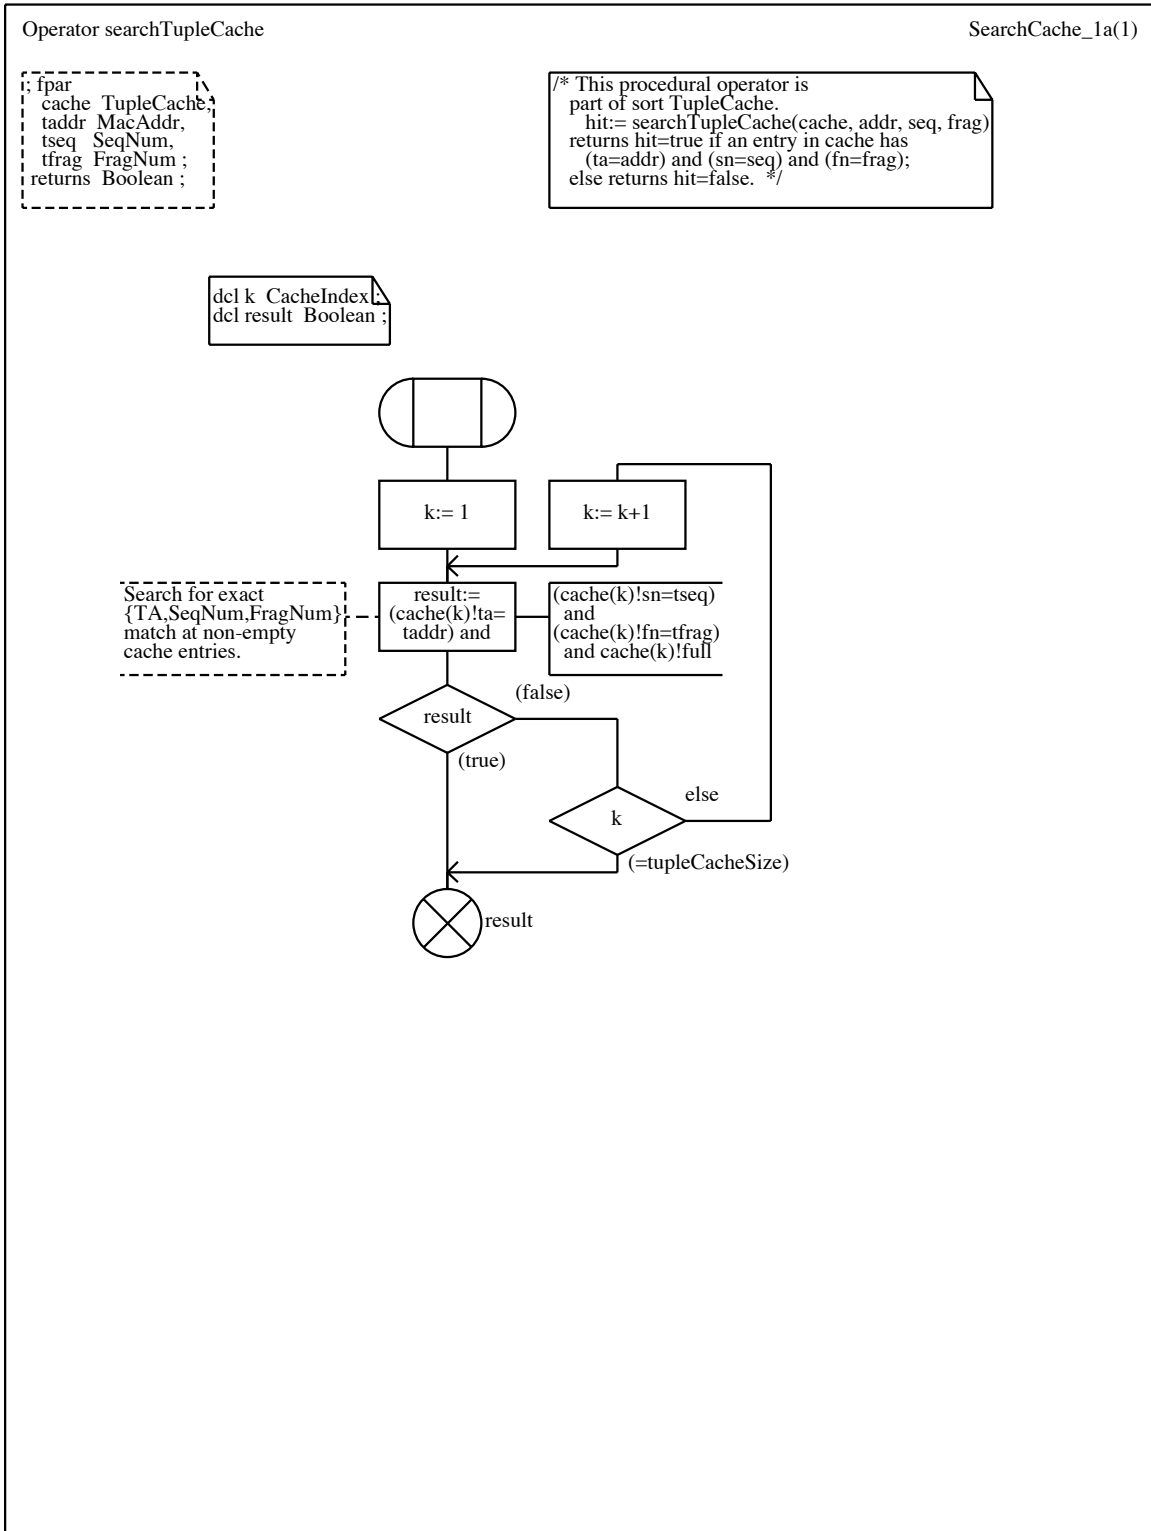 Operator searchTupleCache
SearchCache_1a(1)
; fpar
cache TupleCache,
taddr MacAddr,
tseq SeqNum,
tfrag FragNum ;
returns Boolean ;
/* This procedural operator is
part of sort TupleCache.
hit:= searchTupleCache(cache, addr, seq, frag)
returns hit=true if an entry in cache has
(ta=addr) and (sn=seq) and (fn=frag);
else returns hit=false. */
dcl k CacheIndex ;
dcl result Boolean ;
k:= 1
k:= k+1
Search for exact
{TA,SeqNum,FragNum}
match at non-empty
cache entries.
result:=
(cache(k)!ta=
taddr) and
(cache(k)!sn=tseq)
and
(cache(k)!fn=tfrag)
and cache(k)!full
(false)
result
(true)
else
k
(=tupleCacheSize)
result